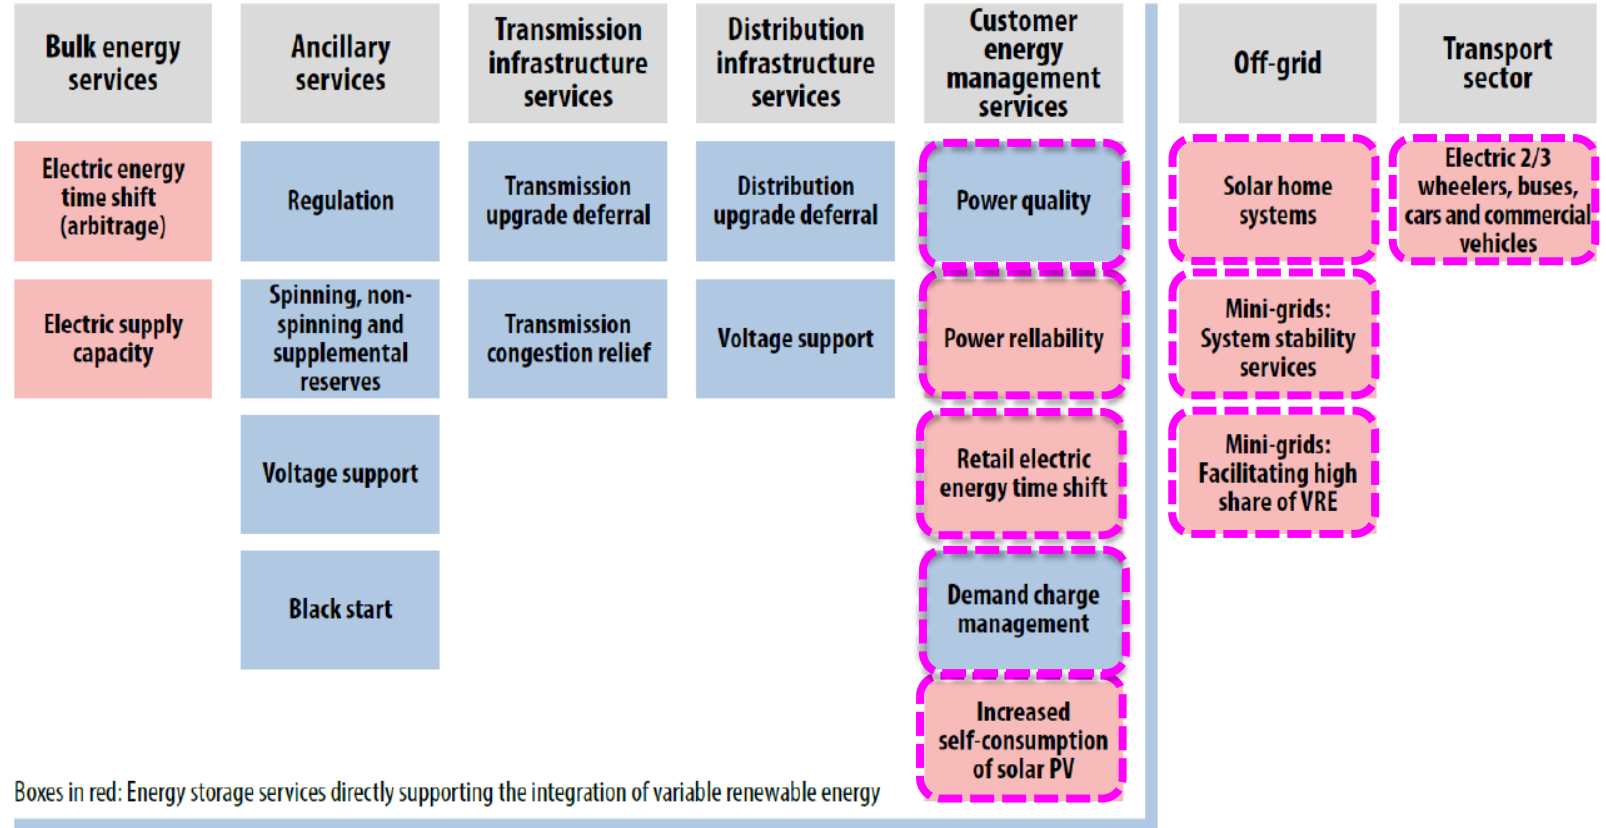 Bulk energy
services
Ancillary
services
Transmission
infrastructure
services
Distribution
infrastructure
services
Customer
energy
management
services
Off-grid
Transport
sector
Electric energy
time shift
(arbitrage)
Electric supply
capacity
Regulation
Spinning, non-
spinning and
supplemental
reserves
Voltage support
Black start
Transmission
upgrade deferral
Transmission
congestion relief
Distribution
upgrade deferral
Voltage support
Power quality
Power rellability
Retail electric
energy time shift
Demand charge
management
Increased
self-consumption
of solar PV
Solar home
systems
Mini-grids:
System stability
services
Mini-grids:
Facilitating high
share of VRE
Electric 2/3
wheelers, buses,
cars and commercial
vehicles
Boxes in red: Energy storage services directly supporting the integration of variable renewable energy